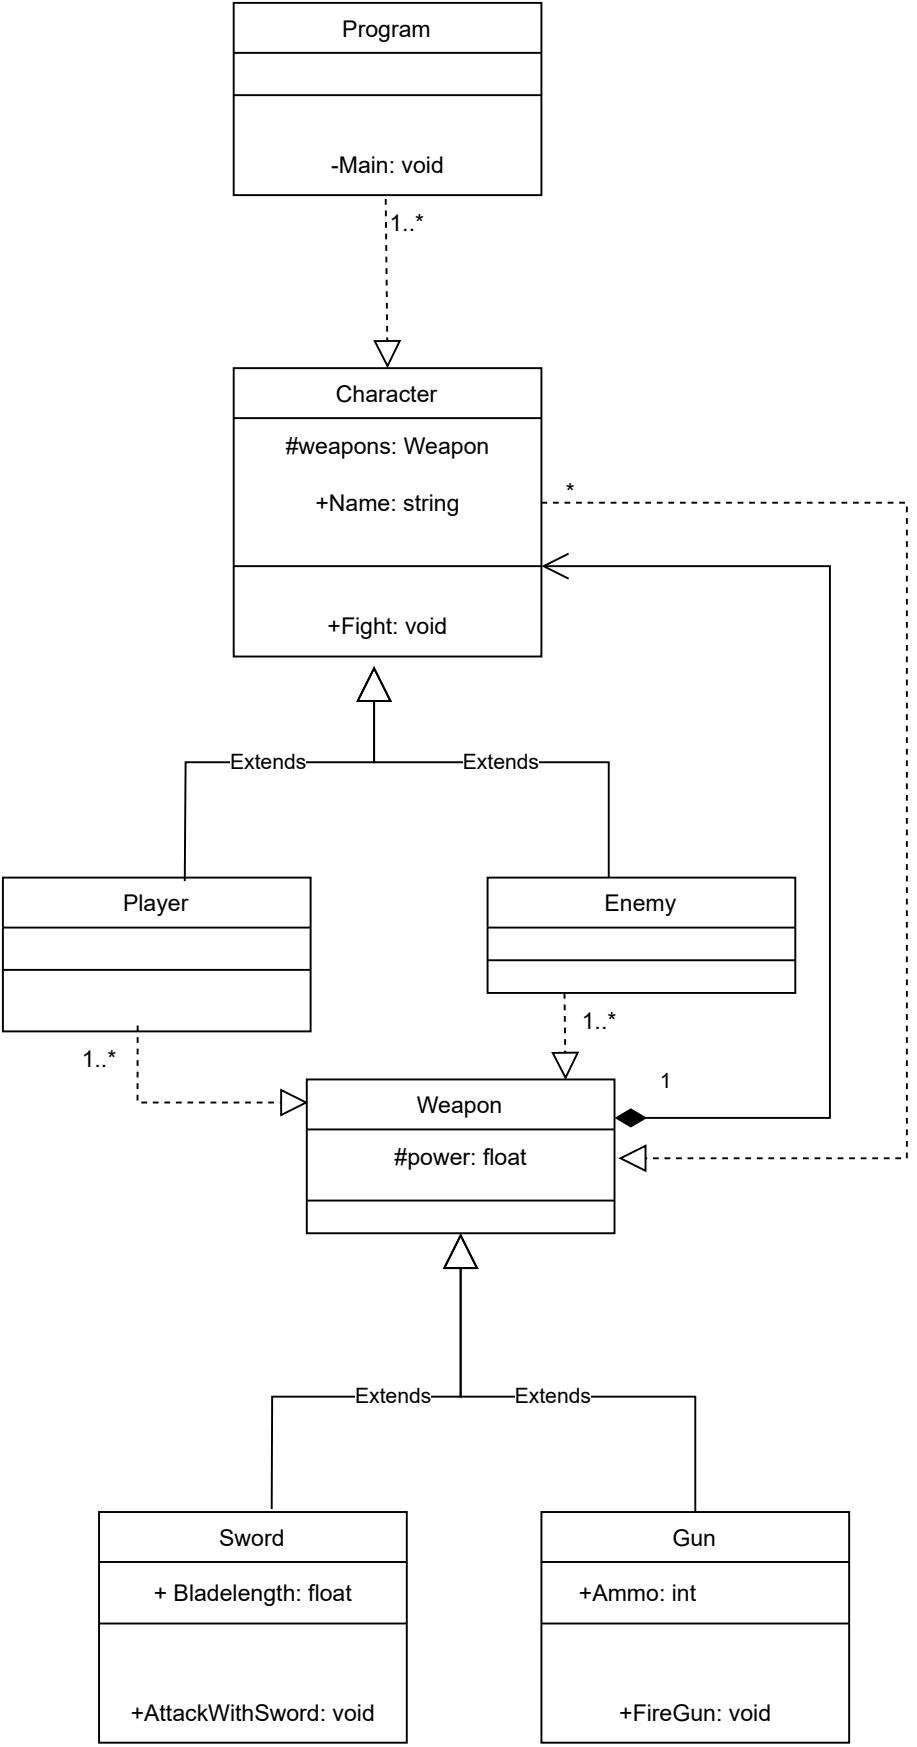 Program
-Main: void
1..*
Character
#weapons: Weapon
+Name: string
*
+Fight: void
Extends
Extends
Player
Enemy
1..*
1..*
1
Weapon
#power: float
Extends
Extends
Sword
Gun
+ Bladelength: float
+Ammo: int
+AttackWithSword: void
+FireGun: void